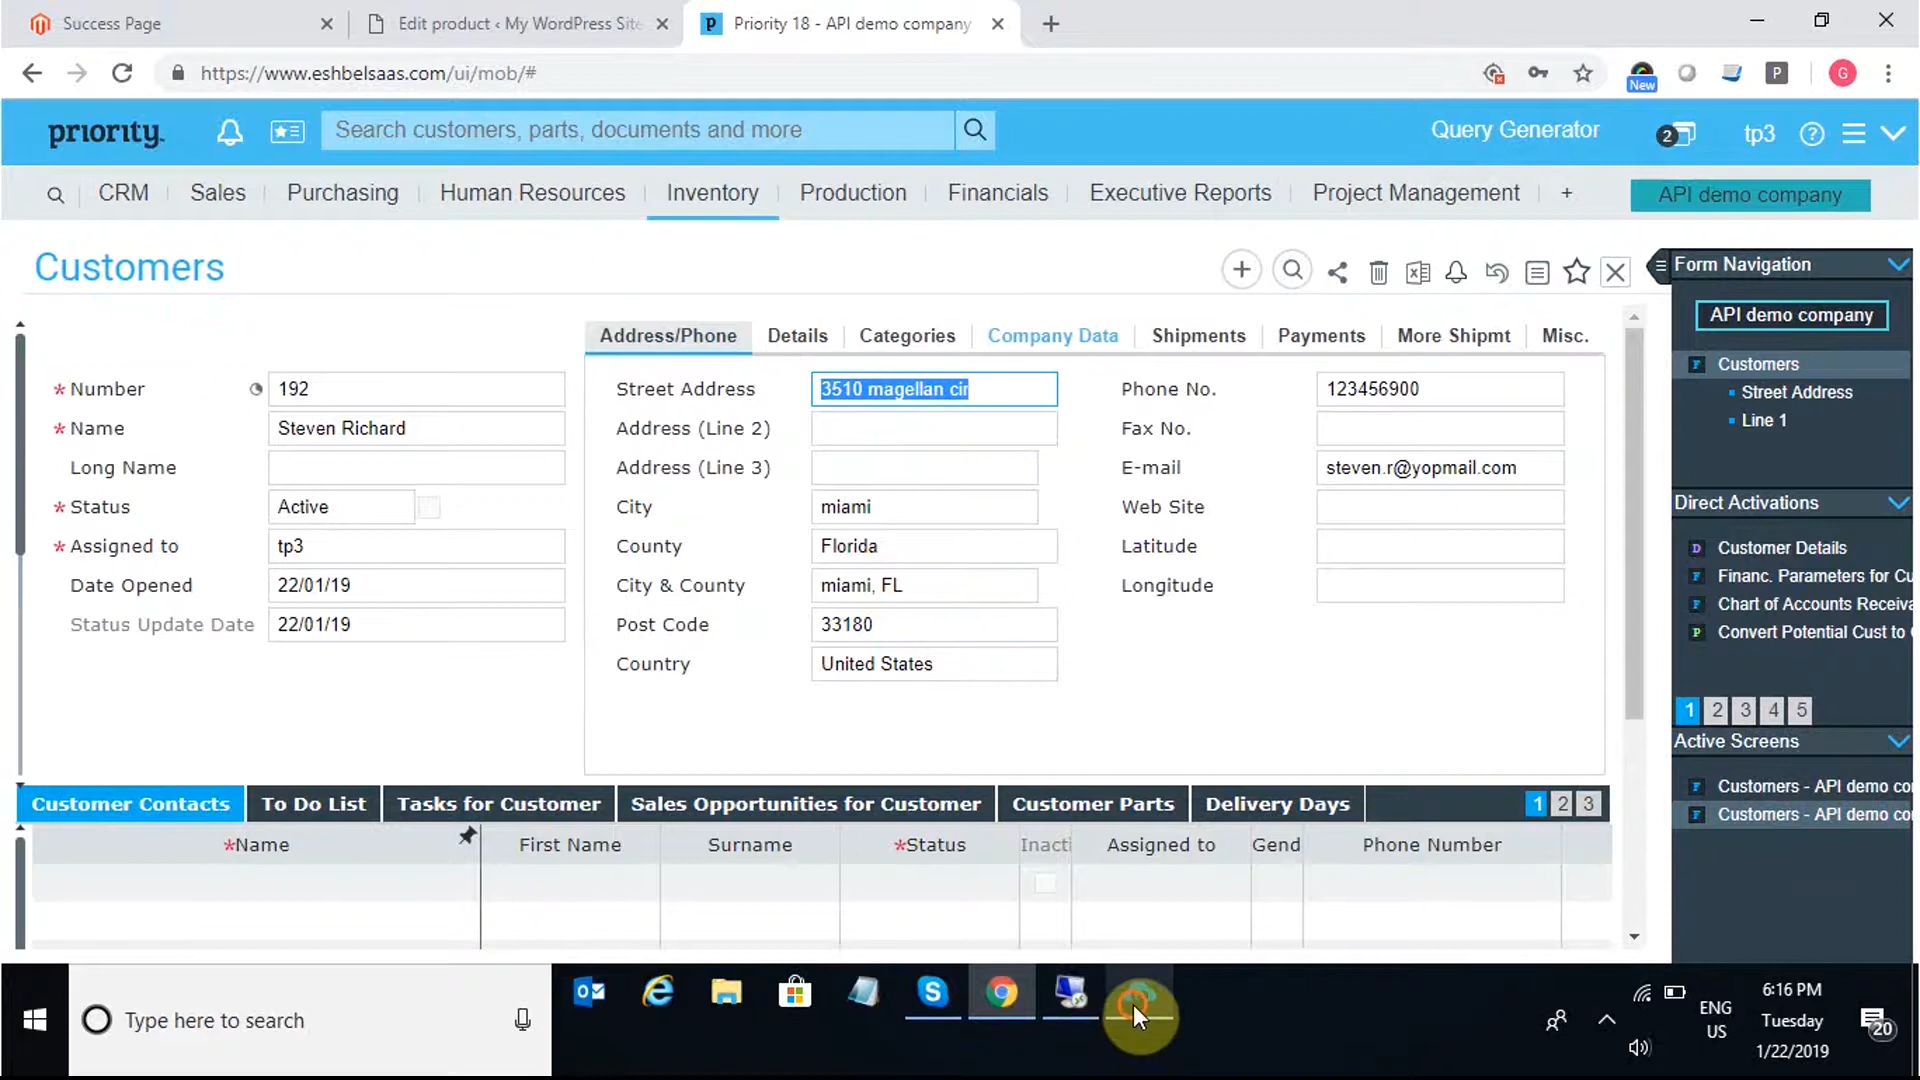 Success Page
Edit product ‹ My WordPress Site
Priority 18 - API demo company
https://www.eshbelsaas.com/ui/mob/#
New
P
G
priority.
Search customers, parts, documents and more
Query Generator
2
tp3
CRM
Sales
Purchasing
Human Resources
Inventory
Production
Financials
Executive Reports
Project Management
+
API demo company
Customers
Form Navigation
API demo company
Customers
Street Address
Line 1
Address/Phone
Details
Categories
Company Data
Shipments
Payments
More Shipmt
Misc.
* Number 192
* Name Steven Richard
Long Name
* Status Active
* Assigned to tp3
Date Opened 22/01/19
Status Update Date 22/01/19
Street Address 3510 magellan cir
Address (Line 2)
Address (Line 3)
City miami
County Florida
City & County miami, FL
Post Code 33180
Country United States
Phone No. 123456900
Fax No.
E-mail steven.r@yopmail.com
Web Site
Latitude
Longitude
Direct Activations
Customer Details
Financ. Parameters for Cu
Chart of Accounts Receiva
Convert Potential Cust to
1 2 3 4 5
Active Screens
Customers - API demo co
Customers - API demo co
Customer Contacts
To Do List
Tasks for Customer
Sales Opportunities for Customer
Customer Parts
Delivery Days
1 2 3
*Name
First Name
Surname
*Status
Inacti
Assigned to
Gend
Phone Number
Type here to search
ENG
US
6:16 PM
Tuesday
1/22/2019
20